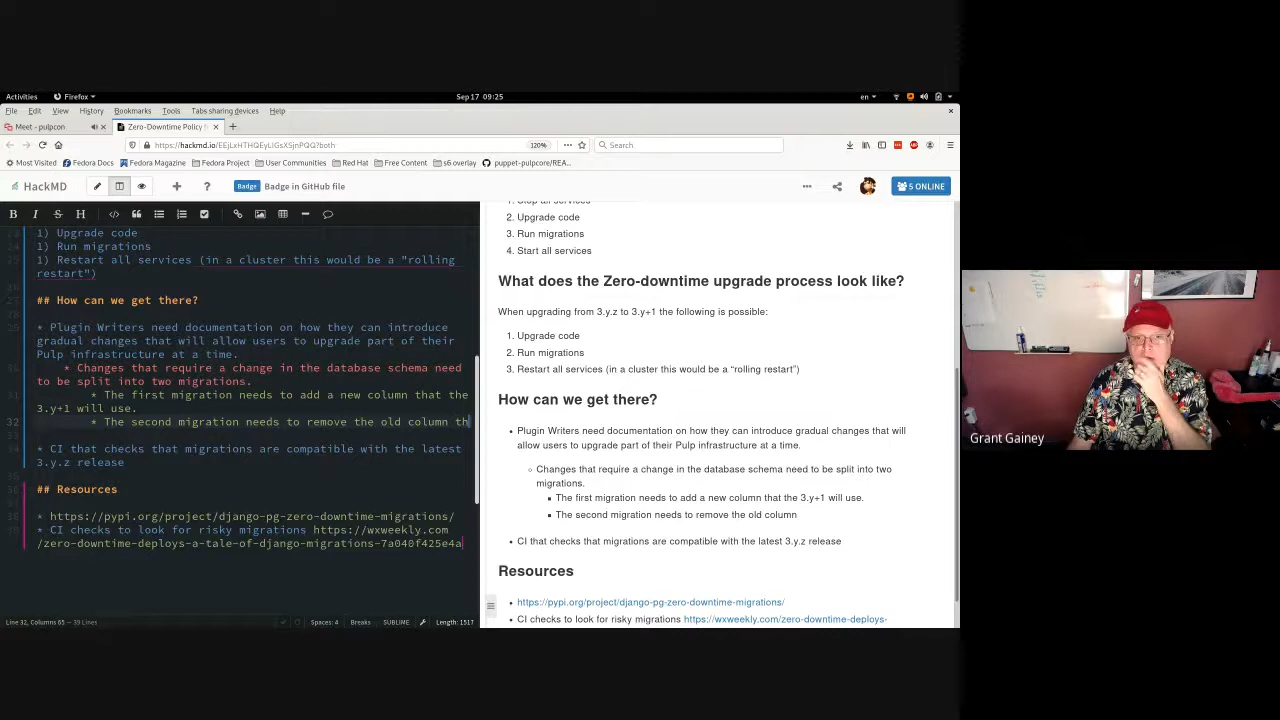 Activities Firefox Sep 17 09:25 en
File Edit View History Bookmarks Tools Tabs sharing devices Help
Meet - pulpcon Zero-Downtime Policy
https://hackmd.io/ 120% Search
Most Visited Fedora Docs Fedora Magazine Fedora Project User Communities Red Hat Free Content s6 overlay puppet-pulpcore/REA…
HackMD Badge Badge in GitHub file 5 ONLINE
1) Upgrade code
1) Run migrations
1) Restart all services (in a cluster this would be a "rolling
restart")
## How can we get there?
* Plugin Writers need documentation on how they can introduce
gradual changes that will allow users to upgrade part of their
Pulp infrastructure at a time.
* Changes that require a change in the database schema need
to be split into two migrations.
* The first migration needs to add a new column that the
3.y+1 will use.
32 * The second migration needs to remove the old column th
* CI that checks that migrations are compatible with the latest
3.y.z release
## Resources
* https://pypi.org/project/django-pg-zero-downtime-migrations/
* CI checks to look for risky migrations https://wxweekly.com
/zero-downtime-deploys-a-tale-of-django-migrations-7a040f425e4a
Line 32, Columns 65 — 39 Lines Spaces: 4 Breaks SUBLIME Length: 1517
1. Stop all services
2. Upgrade code
3. Run migrations
4. Start all services
What does the Zero-downtime upgrade process look like?
When upgrading from 3.y.z to 3.y+1 the following is possible:
1. Upgrade code
2. Run migrations
3. Restart all services (in a cluster this would be a “rolling restart”)
How can we get there?
Plugin Writers need documentation on how they can introduce gradual changes that will
allow users to upgrade part of their Pulp infrastructure at a time.
Changes that require a change in the database schema need to be split into two
migrations.
The first migration needs to add a new column that the 3.y+1 will use.
The second migration needs to remove the old column
CI that checks that migrations are compatible with the latest 3.y.z release
Resources
https://pypi.org/project/django-pg-zero-downtime-migrations/
CI checks to look for risky migrations https://wxweekly.com/zero-downtime-deploys-
Grant Gainey